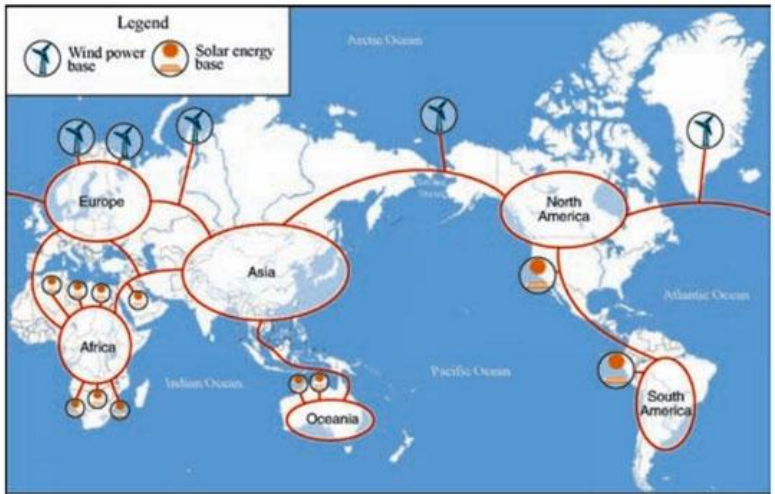 Legend
Wind power
base
Solar energy
base
Arctic Ocean
Europe
North
America
Asia
Atlantic Ocean
Africa
Indian Ocean
Pacific Ocean
South
America
Oceania